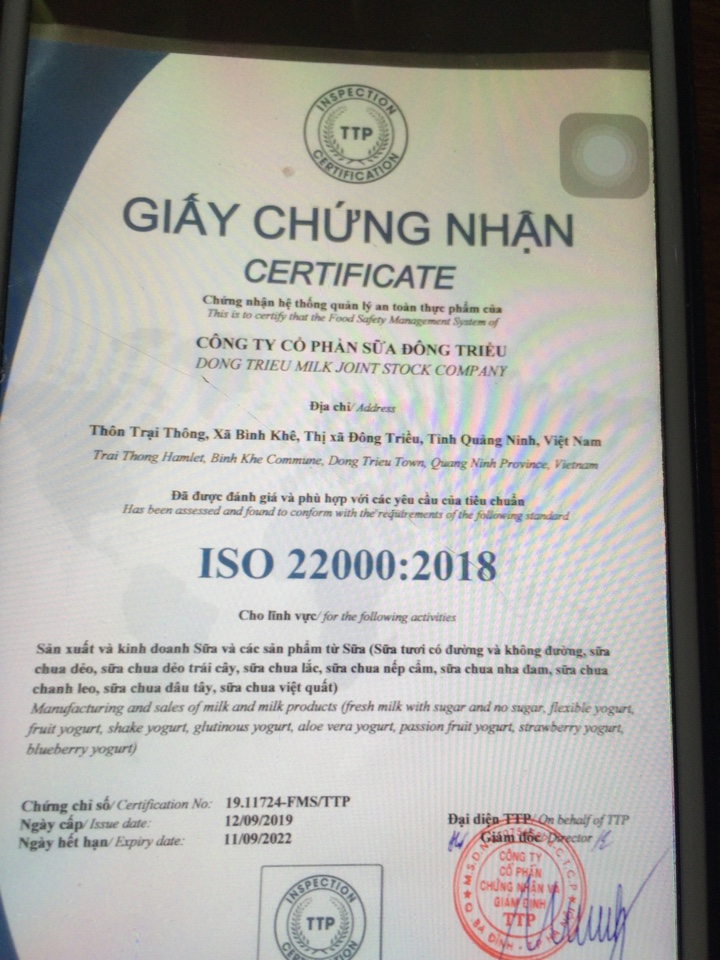 INSPECTION
TTP
CERTIFICATION
GIẤY CHỨNG NHẬN
CERTIFICATE
Chứng nhận hệ thống quản lý an toàn thực phẩm của
This is to certify that the Food Safety Management System of
CÔNG TY CỔ PHẦN SỮA ĐÔNG TRIỀU
DONG TRIEU MILK JOINT STOCK COMPANY
Địa chỉ/ Address
Thôn Trại Thông, Xã Bình Khê, Thị xã Đông Triều, Tỉnh Quảng Ninh, Việt Nam
Trai Thong Hamlet, Binh Khe Commune, Dong Trieu Town, Quang Ninh Province, Vietnam
Đã được đánh giá và phù hợp với các yêu cầu của tiêu chuẩn
Has been assessed and found to conform with the requirements of the following standard
ISO 22000:2018
Cho lĩnh vực/ for the following activities
Sản xuất và kinh doanh Sữa và các sản phẩm từ Sữa (Sữa tươi có đường và không đường, sữa
chua dẻo, sữa chua dẻo trái cây, sữa chua lắc, sữa chua nếp cẩm, sữa chua nha đam, sữa chua
chanh leo, sữa chua dâu tây, sữa chua việt quất)
Manufacturing and sales of milk and milk products (fresh milk with sugar and no sugar, flexible yogurt,
fruit yogurt, shake yogurt, glutinous yogurt, aloe vera yogurt, passion fruit yogurt, strawberry yogurt,
blueberry yogurt)
Chứng chỉ số/ Certification No: 19.11724-FMS/TTP
Ngày cấp/ Issue date: 12/09/2019
Ngày hết hạn/ Expiry date: 11/09/2022
Đại diện TTP/ On behalf of TTP
Giám đốc/ Director
CÔNG TY
CỔ PHẦN
CHỨNG NHẬN VÀ
GIÁM ĐỊNH
TTP
Q. BA ĐÌNH - TP HÀ NỘI
INSPECTION
TTP